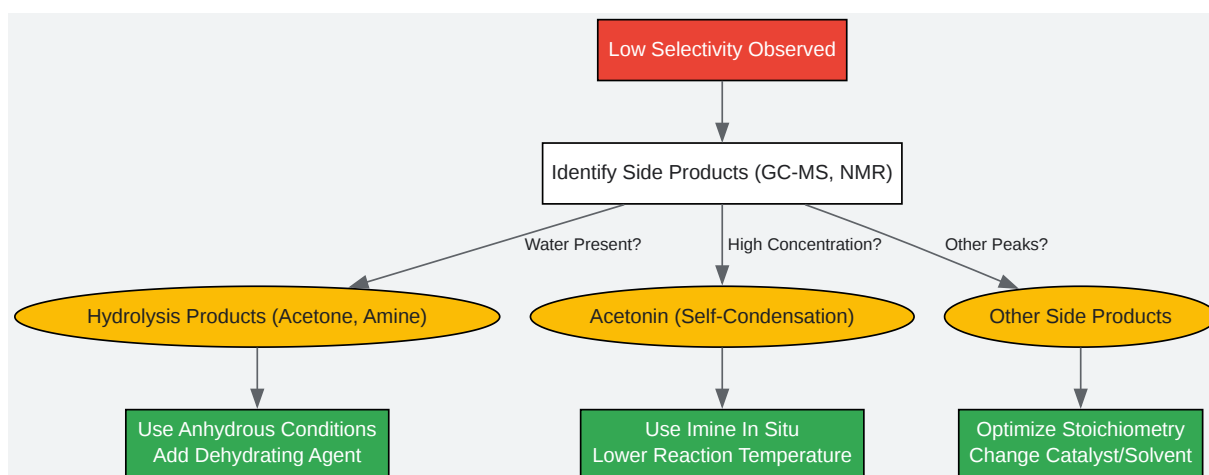 Low Selectivity Observed
Identify Side Products (GC-MS, NMR)
Water Present?
High Concentration?
Other Peaks?
Hydrolysis Products (Acetone, Amine)
Acetonin (Self-Condensation)
Other Side Products
Use Anhydrous Conditions
Add Dehydrating Agent
Use Imine In Situ
Lower Reaction Temperature
Optimize Stoichiometry
Change Catalyst/Solvent